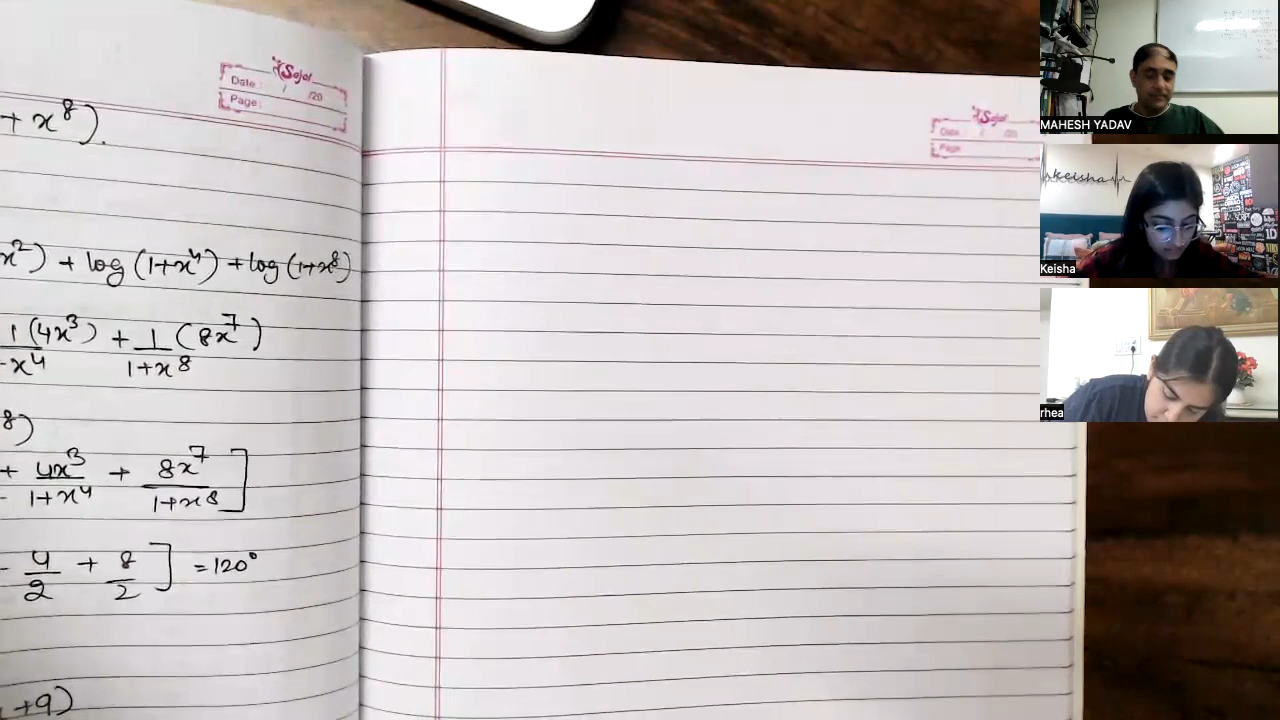 Sajal
Date : / /20
Page :
+ x⁸).
x²) + log (1+x⁴) + log (1+x⁸)
1 (4x³) + 1 (8x⁷)
-x⁴ 1+x⁸
8)
+ 4x³ + 8x⁷ ]
- 1+x⁴ 1+x⁸
- 4 + 8 ] = 120°
2 2
+9)
Sajal
Date / /20
Page
MAHESH YADAV
keisha
Keisha
rhea